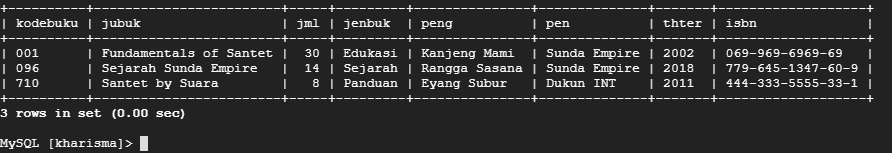 +----------+------------------------+------+---------+---------------+--------------+-------+-------------------+
| kodebuku | jubuk                  | jml  | jenbuk  | peng          | pen          | thter | isbn              |
+----------+------------------------+------+---------+---------------+--------------+-------+-------------------+
| 001      | Fundamentals of Santet |   30 | Edukasi | Kanjeng Mami  | Sunda Empire | 2002  | 069-969-6969-69   |
| 096      | Sejarah Sunda Empire   |   14 | Sejarah | Rangga Sasana | Sunda Empire | 2018  | 779-645-1347-60-9 |
| 710      | Santet by Suara        |    8 | Panduan | Eyang Subur   | Dukun INT    | 2011  | 444-333-5555-33-1 |
+----------+------------------------+------+---------+---------------+--------------+-------+-------------------+
3 rows in set (0.00 sec)
MySQL [kharisma]>